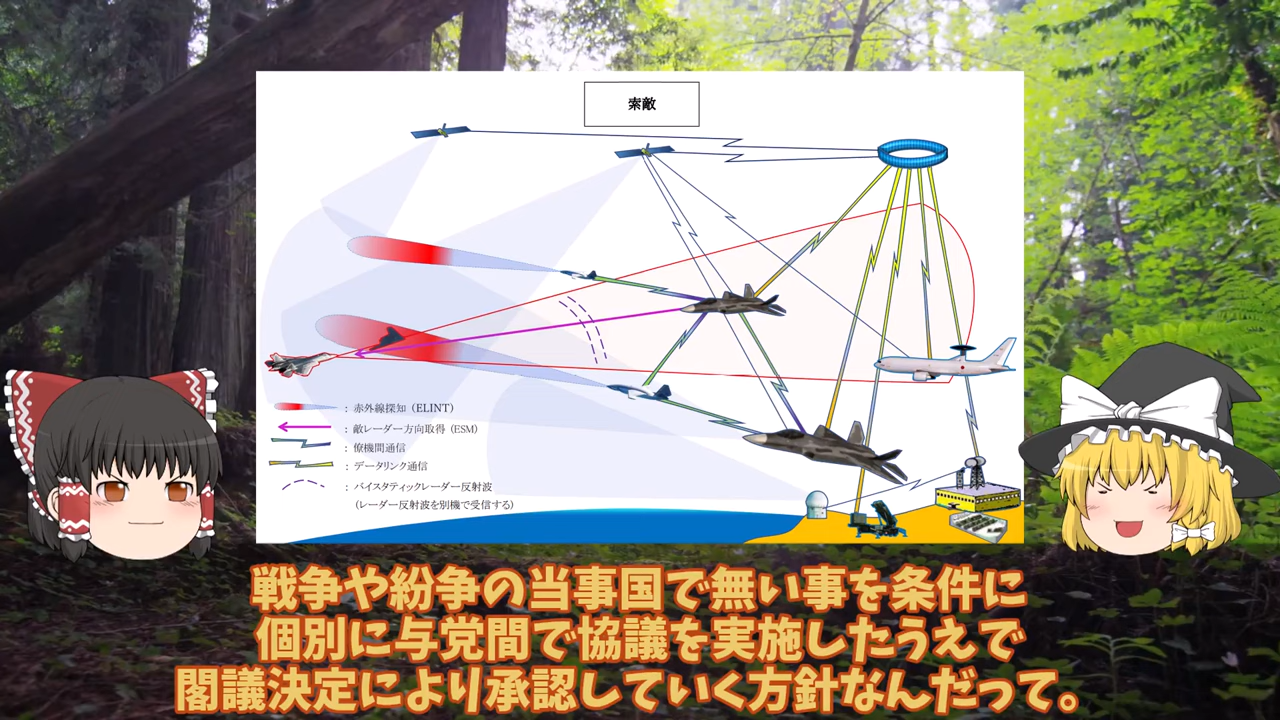 索敵
：赤外線探知（ELINT）
：敵レーダー方向取得（ESM）
：僚機間通信
：データリンク通信
：バイスタティックレーダー反射波
（レーダー反射波を別機で受信する）
戦争や紛争の当事国で無い事を条件に
個別に与党間で協議を実施したうえで
閣議決定により承認していく方針なんだって。